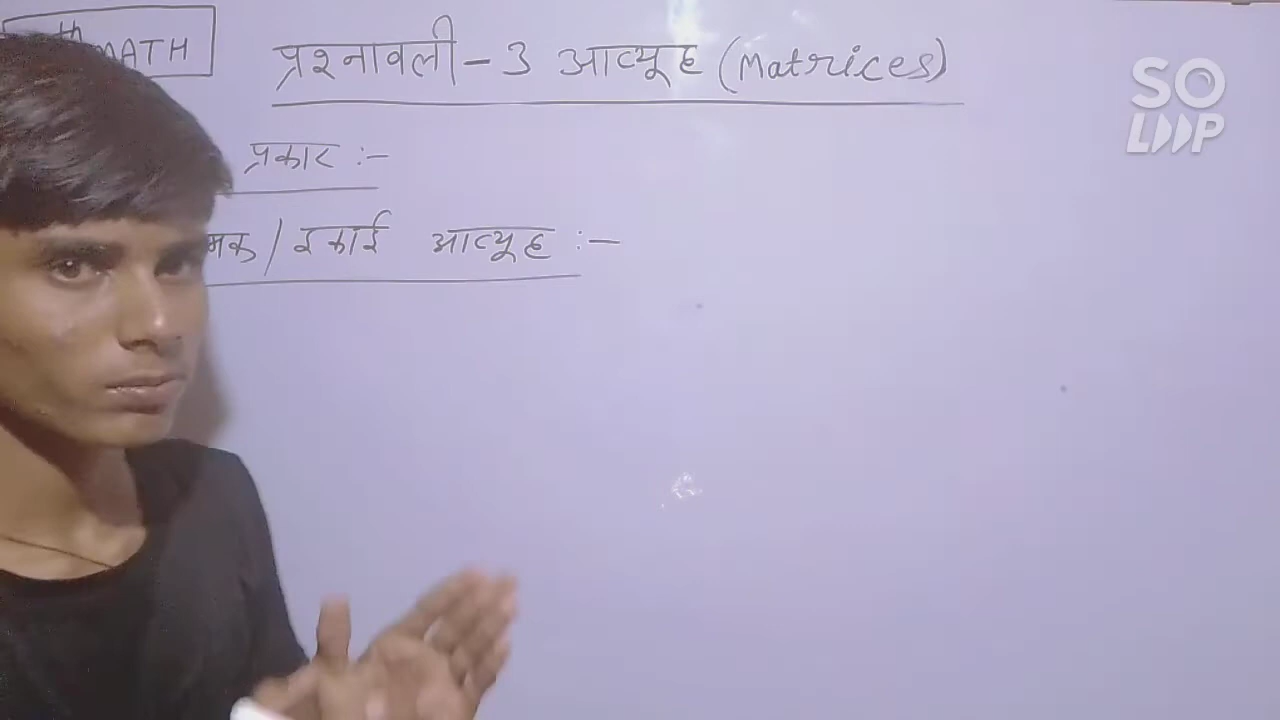 MATH
प्रश्नावली - 3 आव्यूह (Matrices)
प्रकार :-
इकाई आव्यूह :-
SO
LOOP